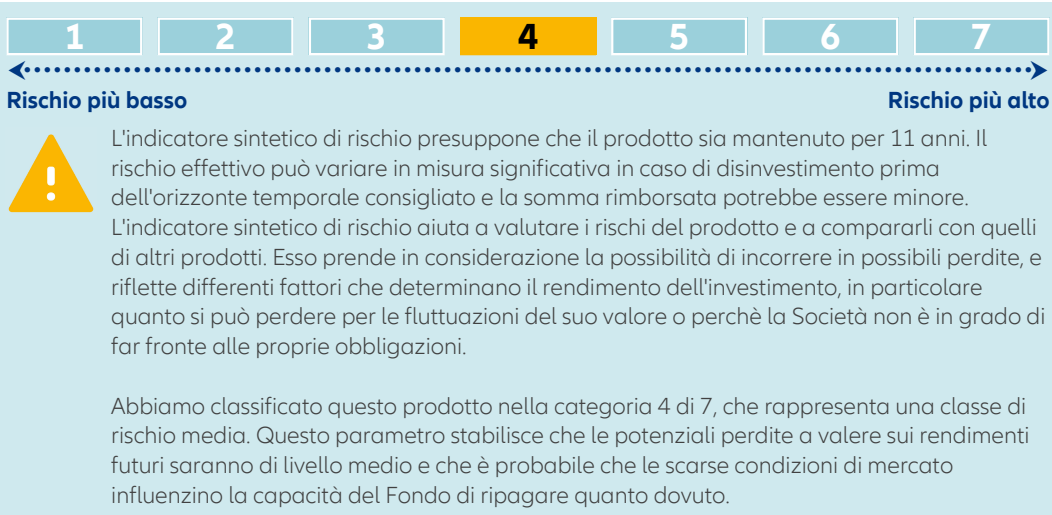 1 2 3 4 5 6 7
Rischio più basso Rischio più alto
L'indicatore sintetico di rischio presuppone che il prodotto sia mantenuto per 11 anni. Il
rischio effettivo può variare in misura significativa in caso di disinvestimento prima
dell'orizzonte temporale consigliato e la somma rimborsata potrebbe essere minore.
L'indicatore sintetico di rischio aiuta a valutare i rischi del prodotto e a compararli con quelli
di altri prodotti. Esso prende in considerazione la possibilità di incorrere in possibili perdite, e
riflette differenti fattori che determinano il rendimento dell'investimento, in particolare
quanto si può perdere per le fluttuazioni del suo valore o perchè la Società non è in grado di
far fronte alle proprie obbligazioni.
Abbiamo classificato questo prodotto nella categoria 4 di 7, che rappresenta una classe di
rischio media. Questo parametro stabilisce che le potenziali perdite a valere sui rendimenti
futuri saranno di livello medio e che è probabile che le scarse condizioni di mercato
influenzino la capacità del Fondo di ripagare quanto dovuto.